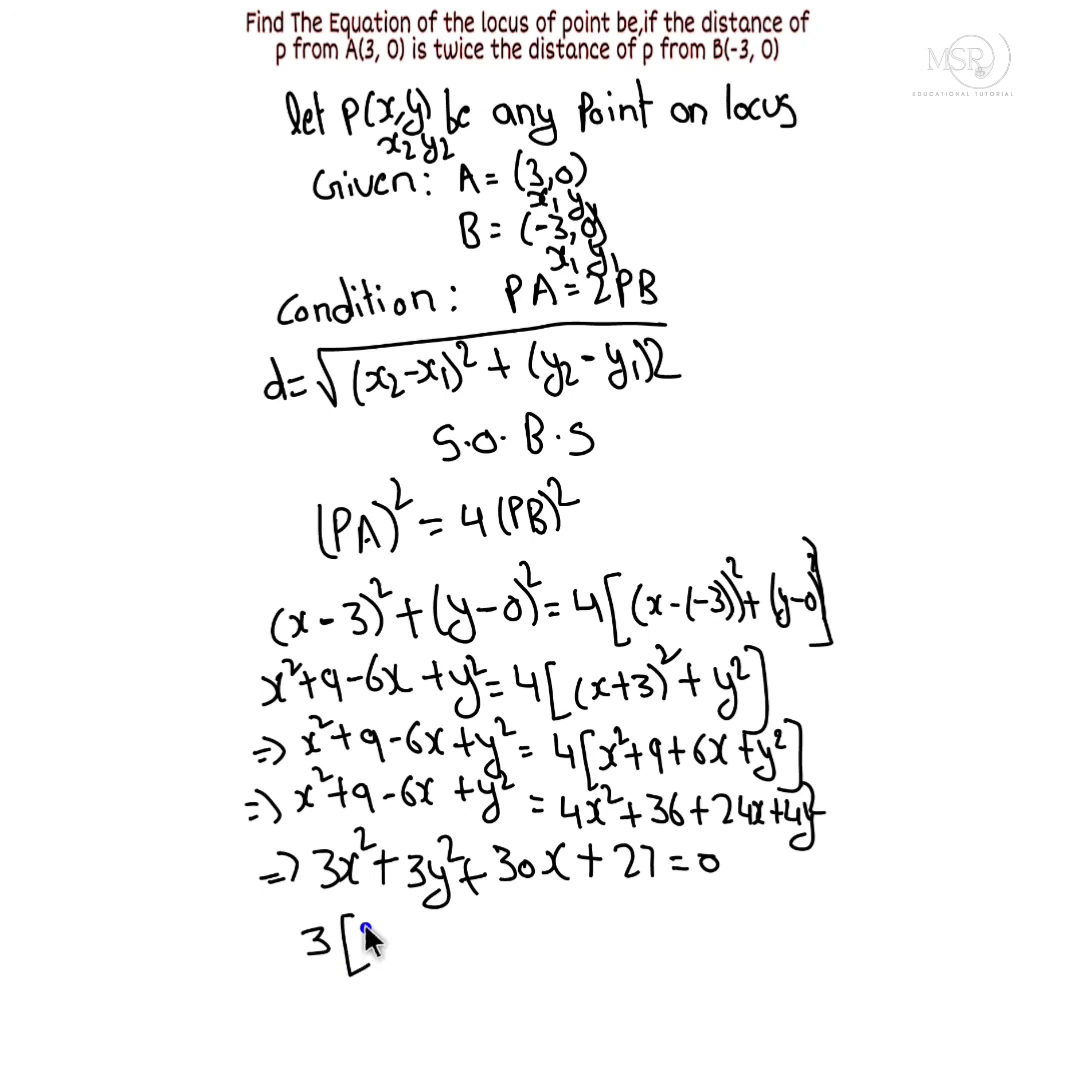 Find The Equation of the locus of point be,if the distance of
p from A(3, 0) is twice the distance of p from B(-3, 0)
MSR
EDUCATIONAL TUTORIAL
let P(x,y) be any Point on locus
x₂ y₂
Given: A = (3,0)
x₁ y₁
B = (-3,0)
x₁ y₁
Condition: PA = 2PB
d = √(x₂-x₁)² + (y₂-y₁)2
S.O.B.S
(PA)² = 4(PB)²
(x-3)² + (y-0)² = 4[(x-(-3))² + (y-0)²]
x²+9-6x+y² = 4[(x+3)² + y²]
=> x²+9-6x+y² = 4[x²+9+6x+y²]
=> x²+9-6x+y² = 4x²+36+24x+4y²
=> 3x²+3y²+30x+27=0
3[